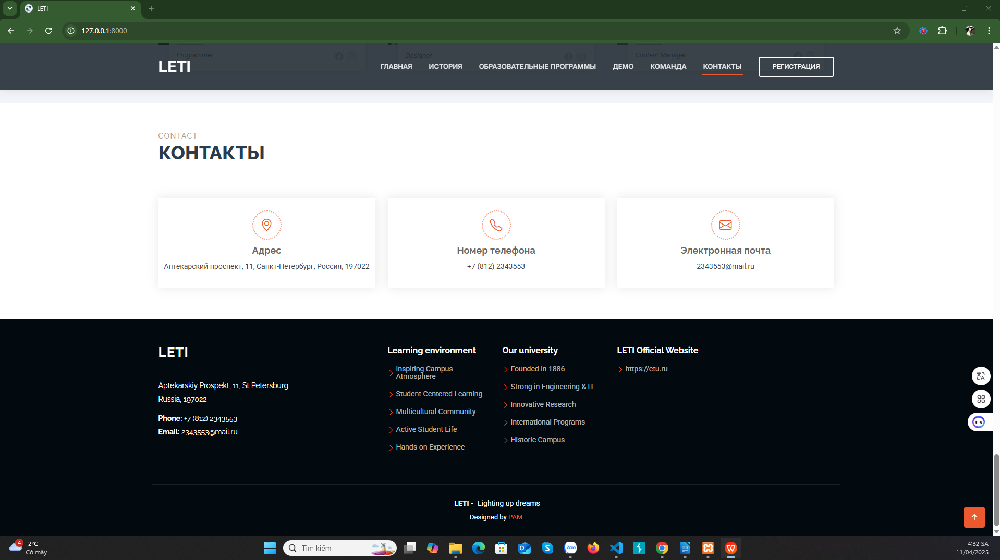 LETI
127.0.0.1:8000
Programmer
Designer
Content Manager
LETI
ГЛАВНАЯ
ИСТОРИЯ
ОБРАЗОВАТЕЛЬНЫЕ ПРОГРАММЫ
ДЕМО
КОМАНДА
КОНТАКТЫ
РЕГИСТРАЦИЯ
CONTACT
КОНТАКТЫ
Адрес
Аптекарский проспект, 11, Санкт-Петербург, Россия, 197022
Номер телефона
+7 (812) 2343553
Электронная почта
2343553@mail.ru
LETI
Aptekarskiy Prospekt, 11, St Petersburg
Russia, 197022
Phone: +7 (812) 2343553
Email: 2343553@mail.ru
Learning environment
Inspiring Campus
Atmosphere
Student-Centered Learning
Multicultural Community
Active Student Life
Hands-on Experience
Our university
Founded in 1886
Strong in Engineering & IT
Innovative Research
International Programs
Historic Campus
LETI Official Website
https://etu.ru
LETI - Lighting up dreams
Designed by PAM
4
-2°C
Có mây
Tìm kiếm
Zalo
4:32 SA
11/04/2025